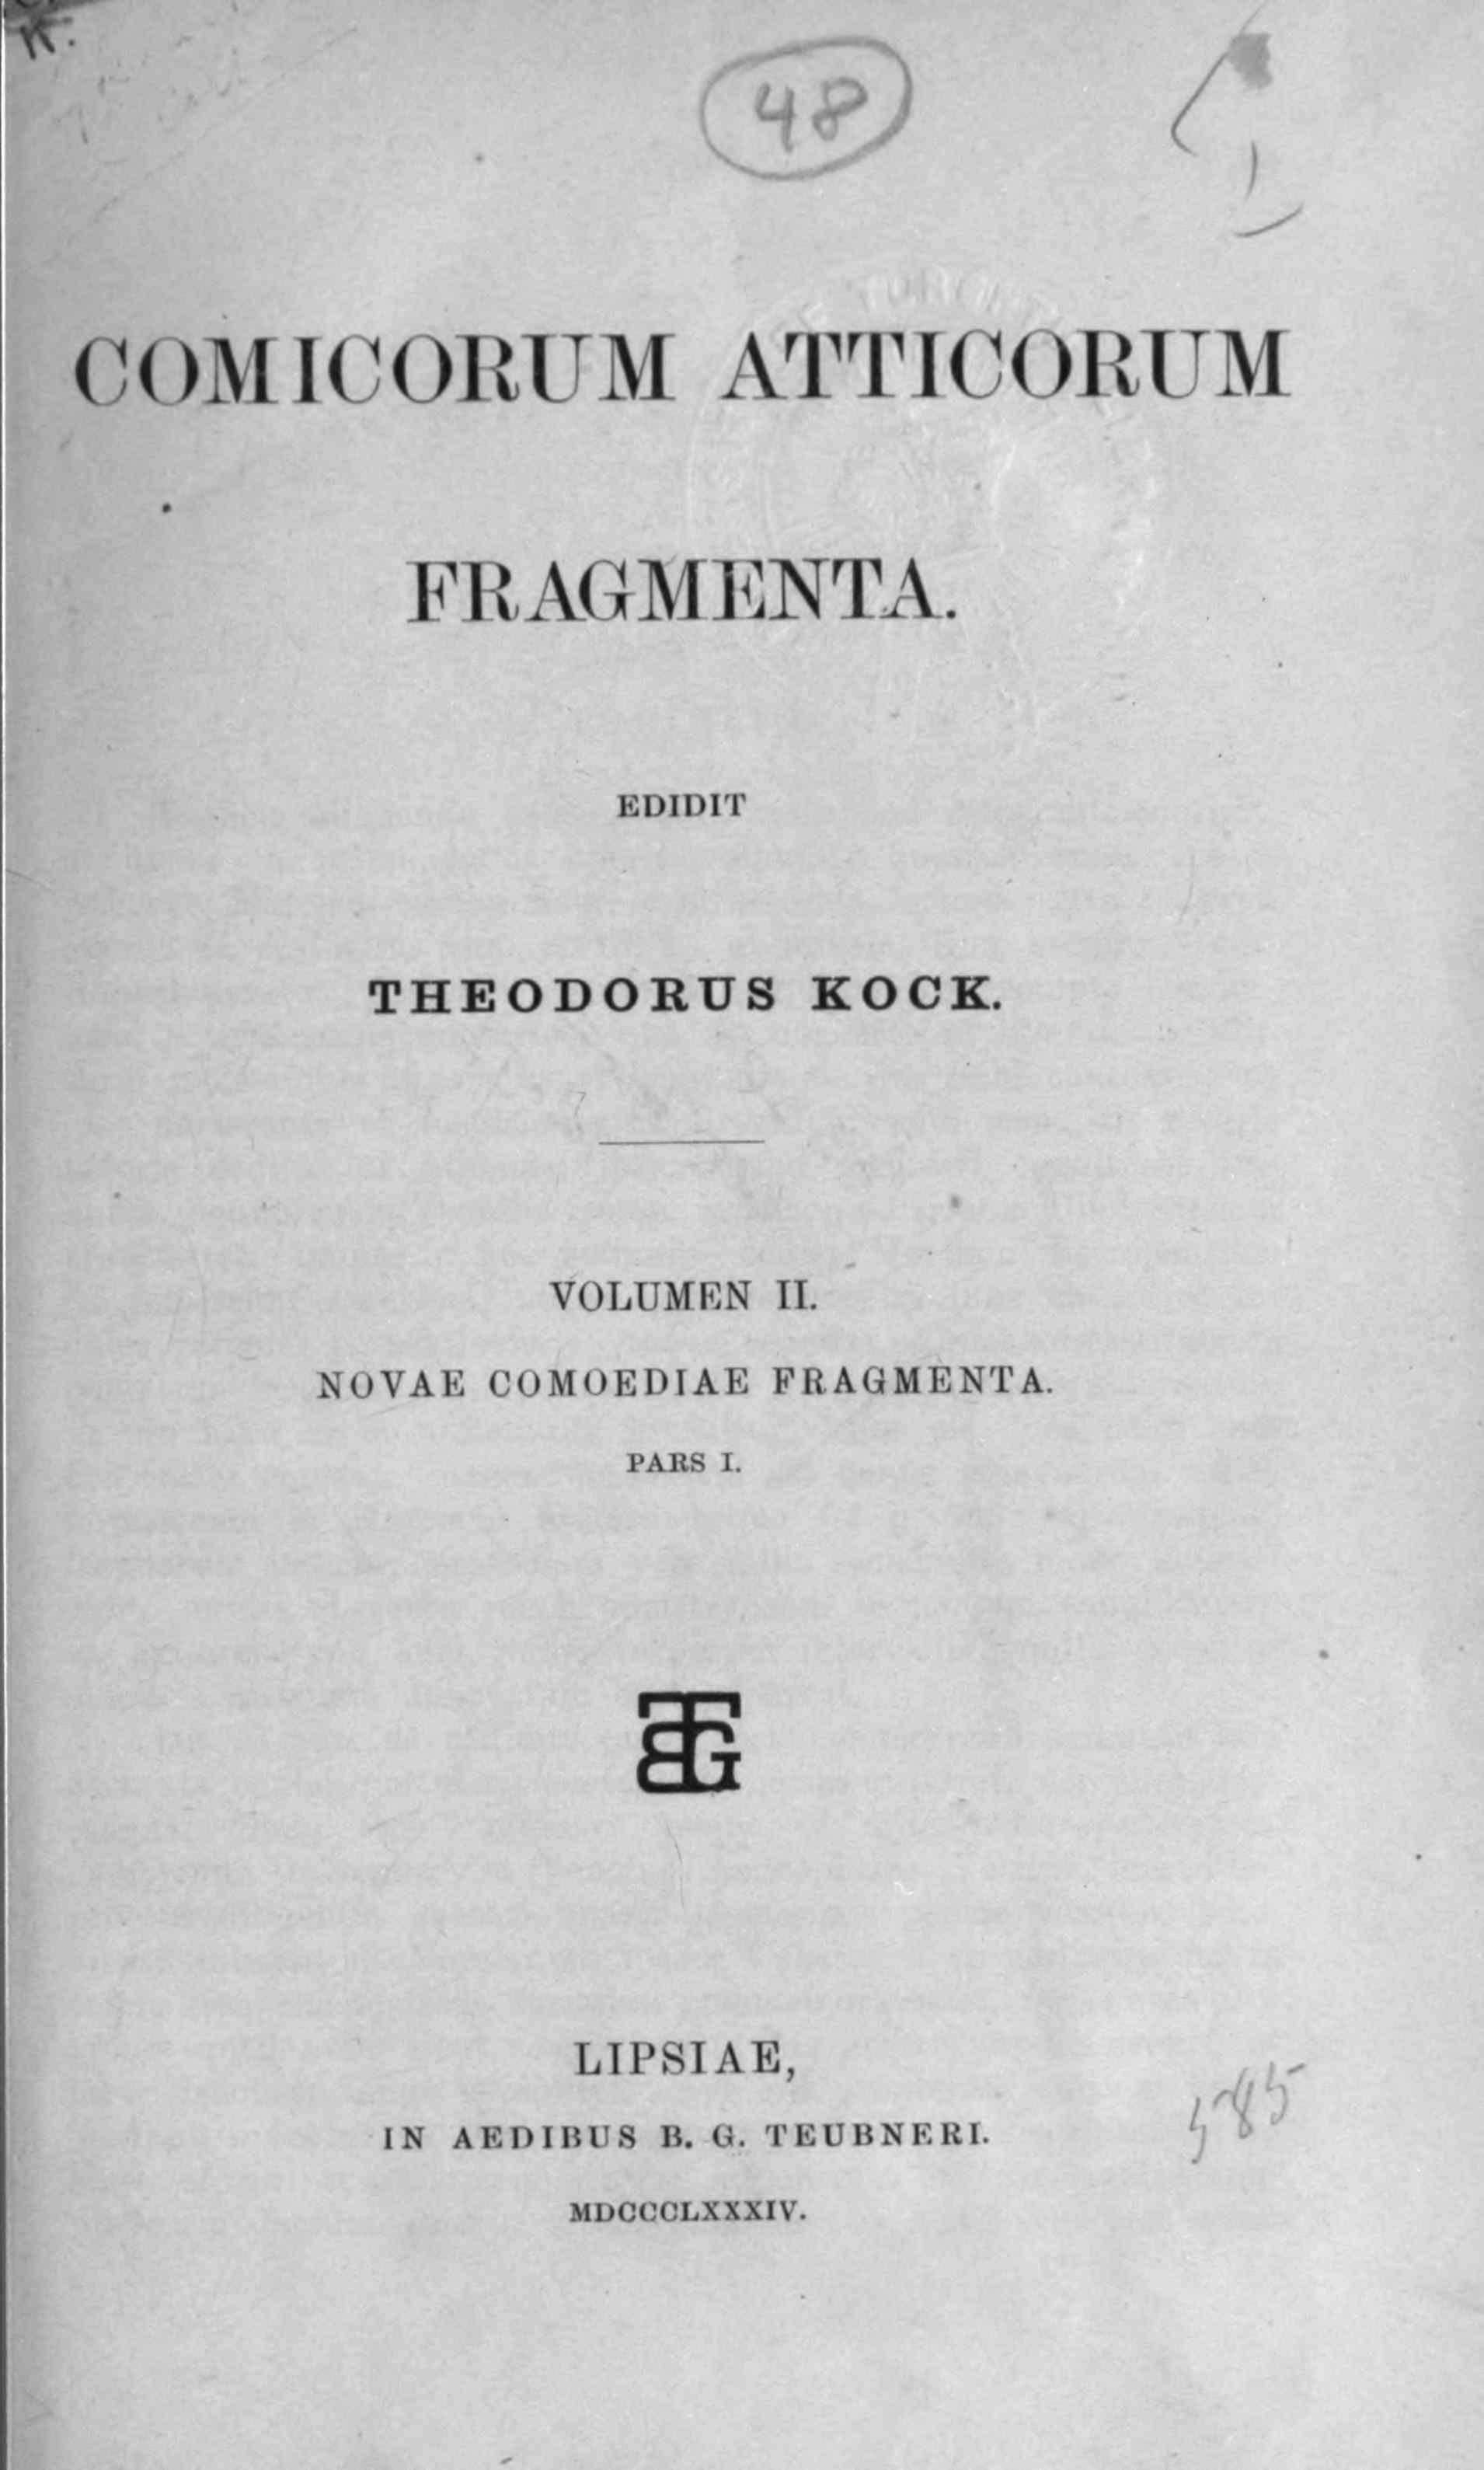 K.
48
COMICORUM ATTICORUM
FRAGMENTA.
EDIDIT
THEODORUS KOCK.
VOLUMEN II.
NOVAE COMOEDIAE FRAGMENTA.
PARS I.
BTG
LIPSIAE,
IN AEDIBUS B. G. TEUBNERI.
MDCCCLXXXIV.
585